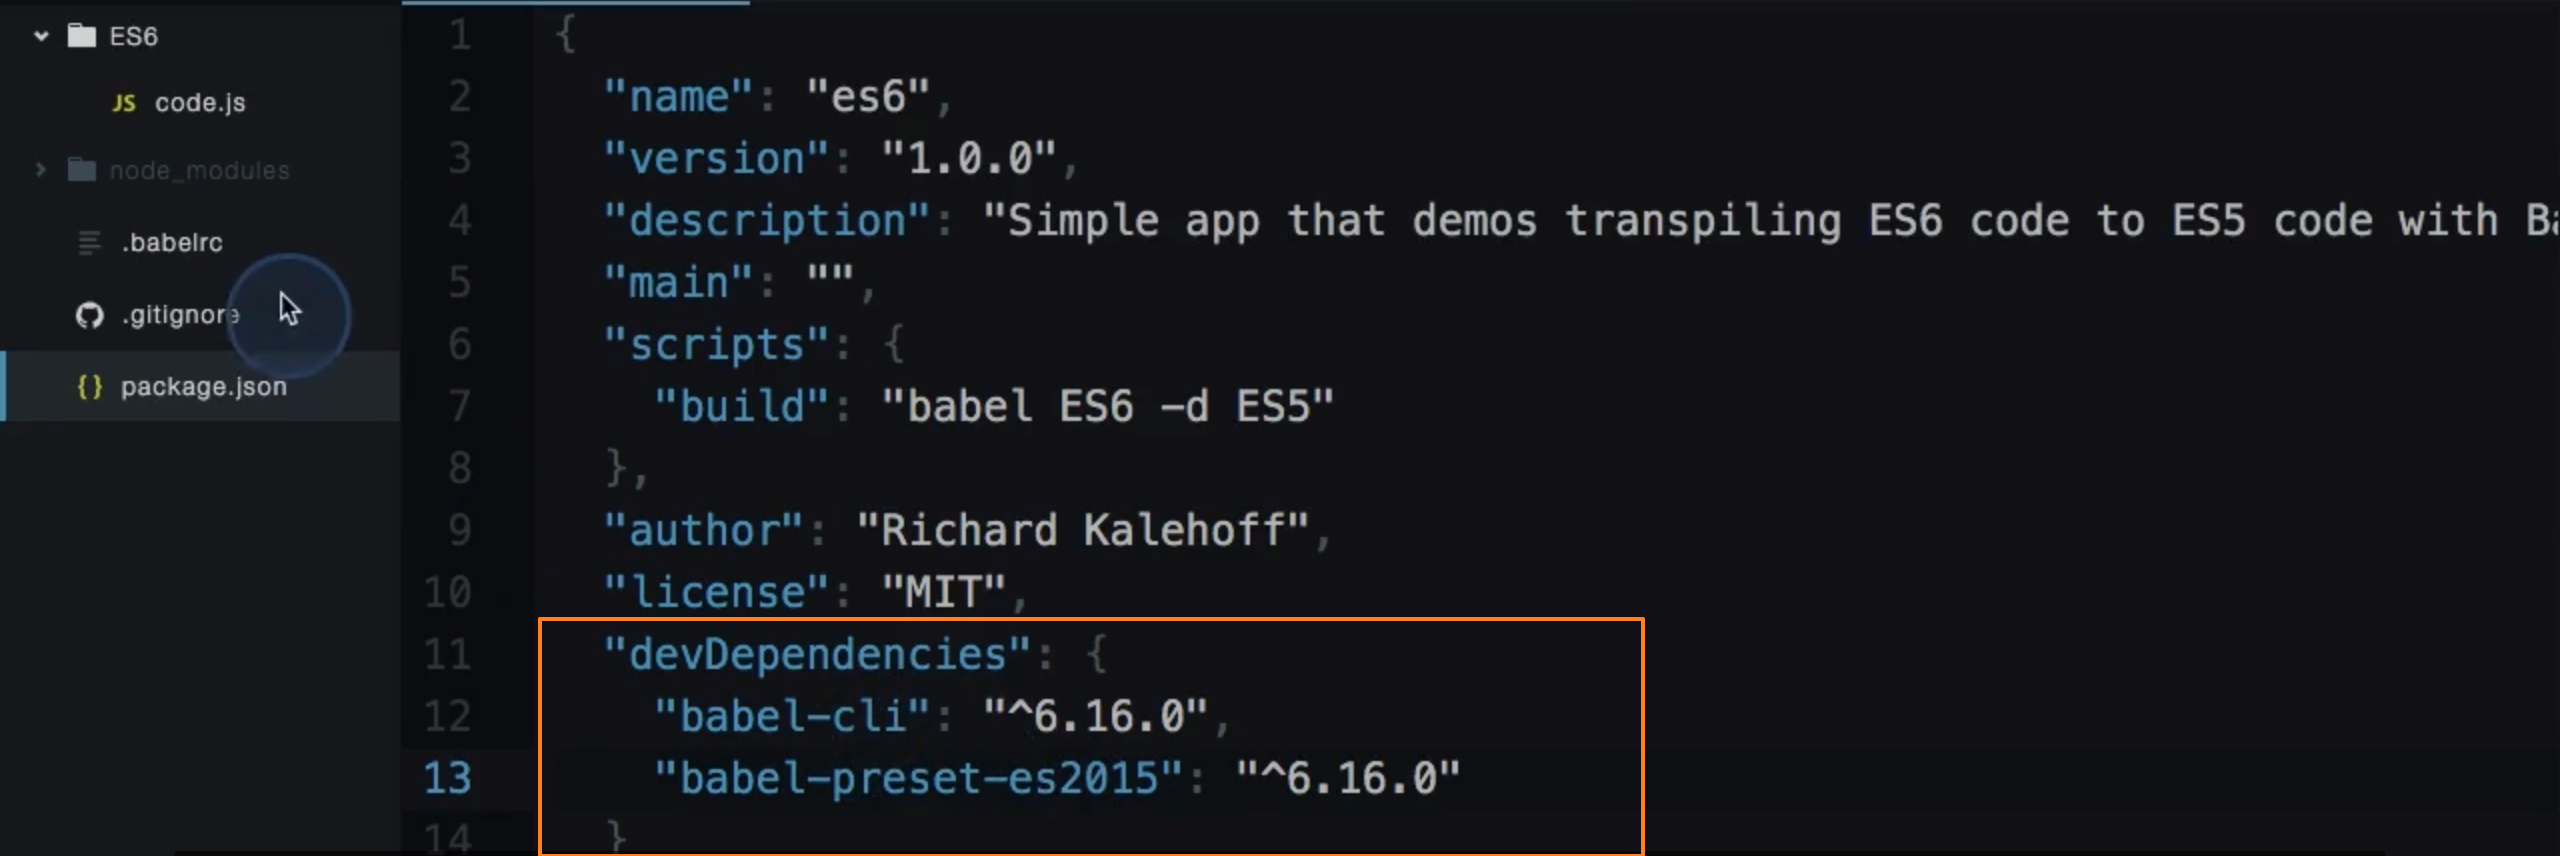 ES6
JS code.js
node_modules
.babelrc
.gitignore
{} package.json
1 {
2 "name": "es6",
3 "version": "1.0.0",
4 "description": "Simple app that demos transpiling ES6 code to ES5 code with Ba
5 "main": "",
6 "scripts": {
7 "build": "babel ES6 -d ES5"
8 },
9 "author": "Richard Kalehoff",
10 "license": "MIT",
11 "devDependencies": {
12 "babel-cli": "^6.16.0",
13 "babel-preset-es2015": "^6.16.0"
14 }